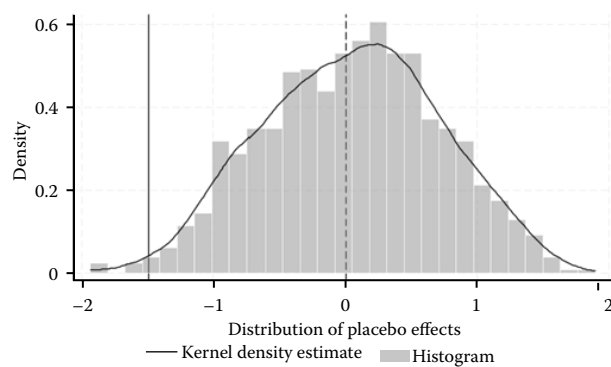 0.6
0.4
0.2
0
Density
−2 −1 0 1 2
Distribution of placebo effects
Kernel density estimate Histogram